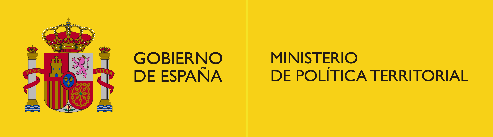 GOBIERNO
DE ESPAÑA
MINISTERIO
DE POLÍTICA TERRITORIAL